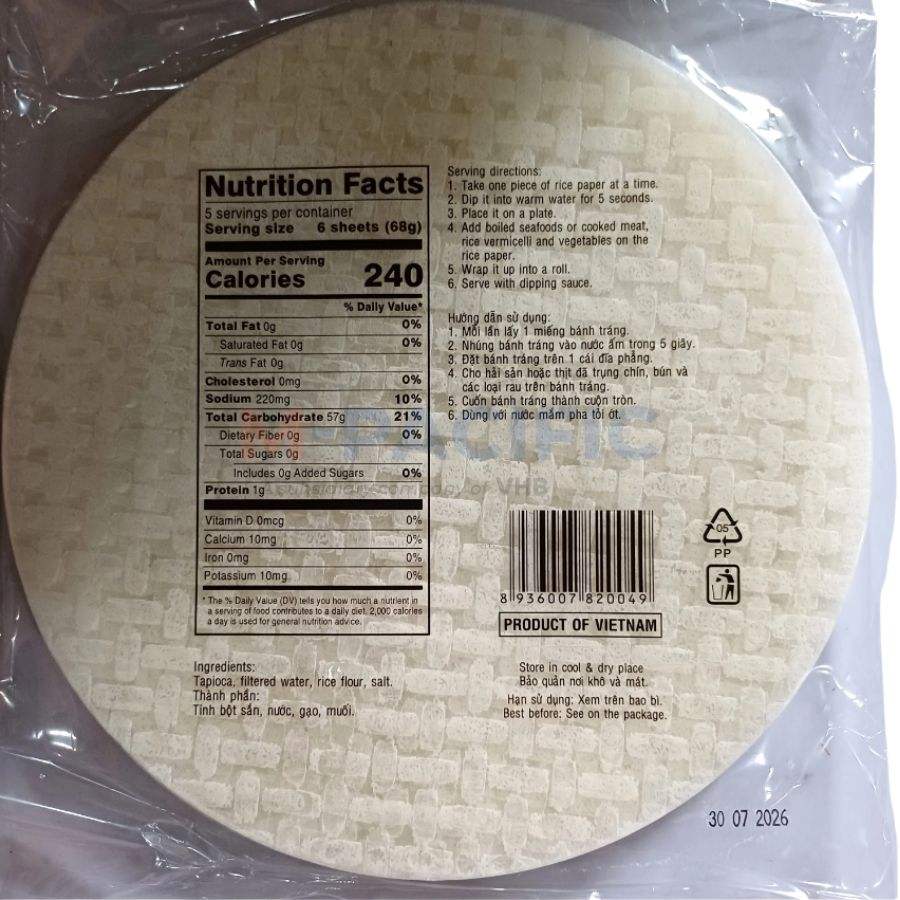 Nutrition Facts
5 servings per container
Serving size 6 sheets (68g)
Amount Per Serving
Calories 240
% Daily Value*
Total Fat 0g 0%
Saturated Fat 0g 0%
Trans Fat 0g
Cholesterol 0mg 0%
Sodium 220mg 10%
Total Carbohydrate 57g 21%
Dietary Fiber 0g 0%
Total Sugars 0g
Includes 0g Added Sugars 0%
Protein 1g
Vitamin D 0mcg 0%
Calcium 10mg 0%
Iron 0mg 0%
Potassium 10mg 0%
* The % Daily Value (DV) tells you how much a nutrient in
a serving of food contributes to a daily diet. 2,000 calories
a day is used for general nutrition advice.
Ingredients:
Tapioca, filtered water, rice flour, salt.
Thành phần:
Tinh bột sắn, nước, gạo, muối.
Serving directions:
1. Take one piece of rice paper at a time.
2. Dip it into warm water for 5 seconds.
3. Place it on a plate.
4. Add boiled seafoods or cooked meat,
rice vermicelli and vegetables on the
rice paper.
5. Wrap it up into a roll.
6. Serve with dipping sauce.
Hướng dẫn sử dụng:
1. Mỗi lần lấy 1 miếng bánh tráng.
2. Nhúng bánh tráng vào nước ấm trong 5 giây.
3. Đặt bánh tráng trên 1 cái đĩa phẳng.
4. Cho hải sản hoặc thịt đã trụng chín, bún và
các loại rau trên bánh tráng.
5. Cuốn bánh tráng thành cuộn tròn.
6. Dùng với nước mắm pha tỏi ớt.
PACIFIC
A subsidiary company of VHB
8 936007 820049
PRODUCT OF VIETNAM
05
PP
Store in cool & dry place
Bảo quản nơi khô và mát.
Hạn sử dụng: Xem trên bao bì.
Best before: See on the package.
30 07 2026